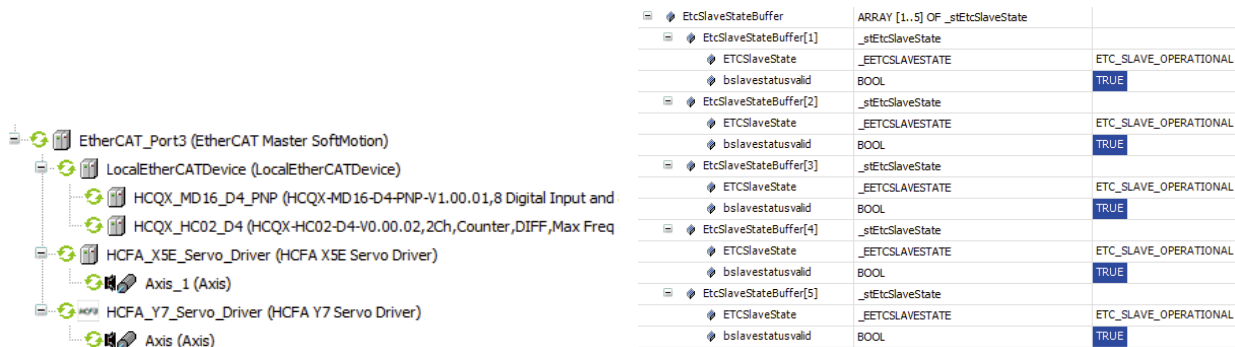 EtherCAT_Port3 (EtherCAT Master SoftMotion)
LocalEtherCATDevice (LocalEtherCATDevice)
HCQX_MD16_D4_PNP (HCQX-MD16-D4-PNP-V1.00.01,8 Digital Input and
HCQX_HC02_D4 (HCQX-HC02-D4-V0.00.02,2Ch,Counter,DIFF,Max Freq
HCFA_X5E_Servo_Driver (HCFA X5E Servo Driver)
Axis_1 (Axis)
HCFA HCFA_Y7_Servo_Driver (HCFA Y7 Servo Driver)
Axis (Axis)
EtcSlaveStateBuffer ARRAY [1..5] OF _stEtcSlaveState
EtcSlaveStateBuffer[1] _stEtcSlaveState
ETCSlaveState _EETCSLAVESTATE ETC_SLAVE_OPERATIONAL
bslavestatusvalid BOOL TRUE
EtcSlaveStateBuffer[2] _stEtcSlaveState
ETCSlaveState _EETCSLAVESTATE ETC_SLAVE_OPERATIONAL
bslavestatusvalid BOOL TRUE
EtcSlaveStateBuffer[3] _stEtcSlaveState
ETCSlaveState _EETCSLAVESTATE ETC_SLAVE_OPERATIONAL
bslavestatusvalid BOOL TRUE
EtcSlaveStateBuffer[4] _stEtcSlaveState
ETCSlaveState _EETCSLAVESTATE ETC_SLAVE_OPERATIONAL
bslavestatusvalid BOOL TRUE
EtcSlaveStateBuffer[5] _stEtcSlaveState
ETCSlaveState _EETCSLAVESTATE ETC_SLAVE_OPERATIONAL
bslavestatusvalid BOOL TRUE